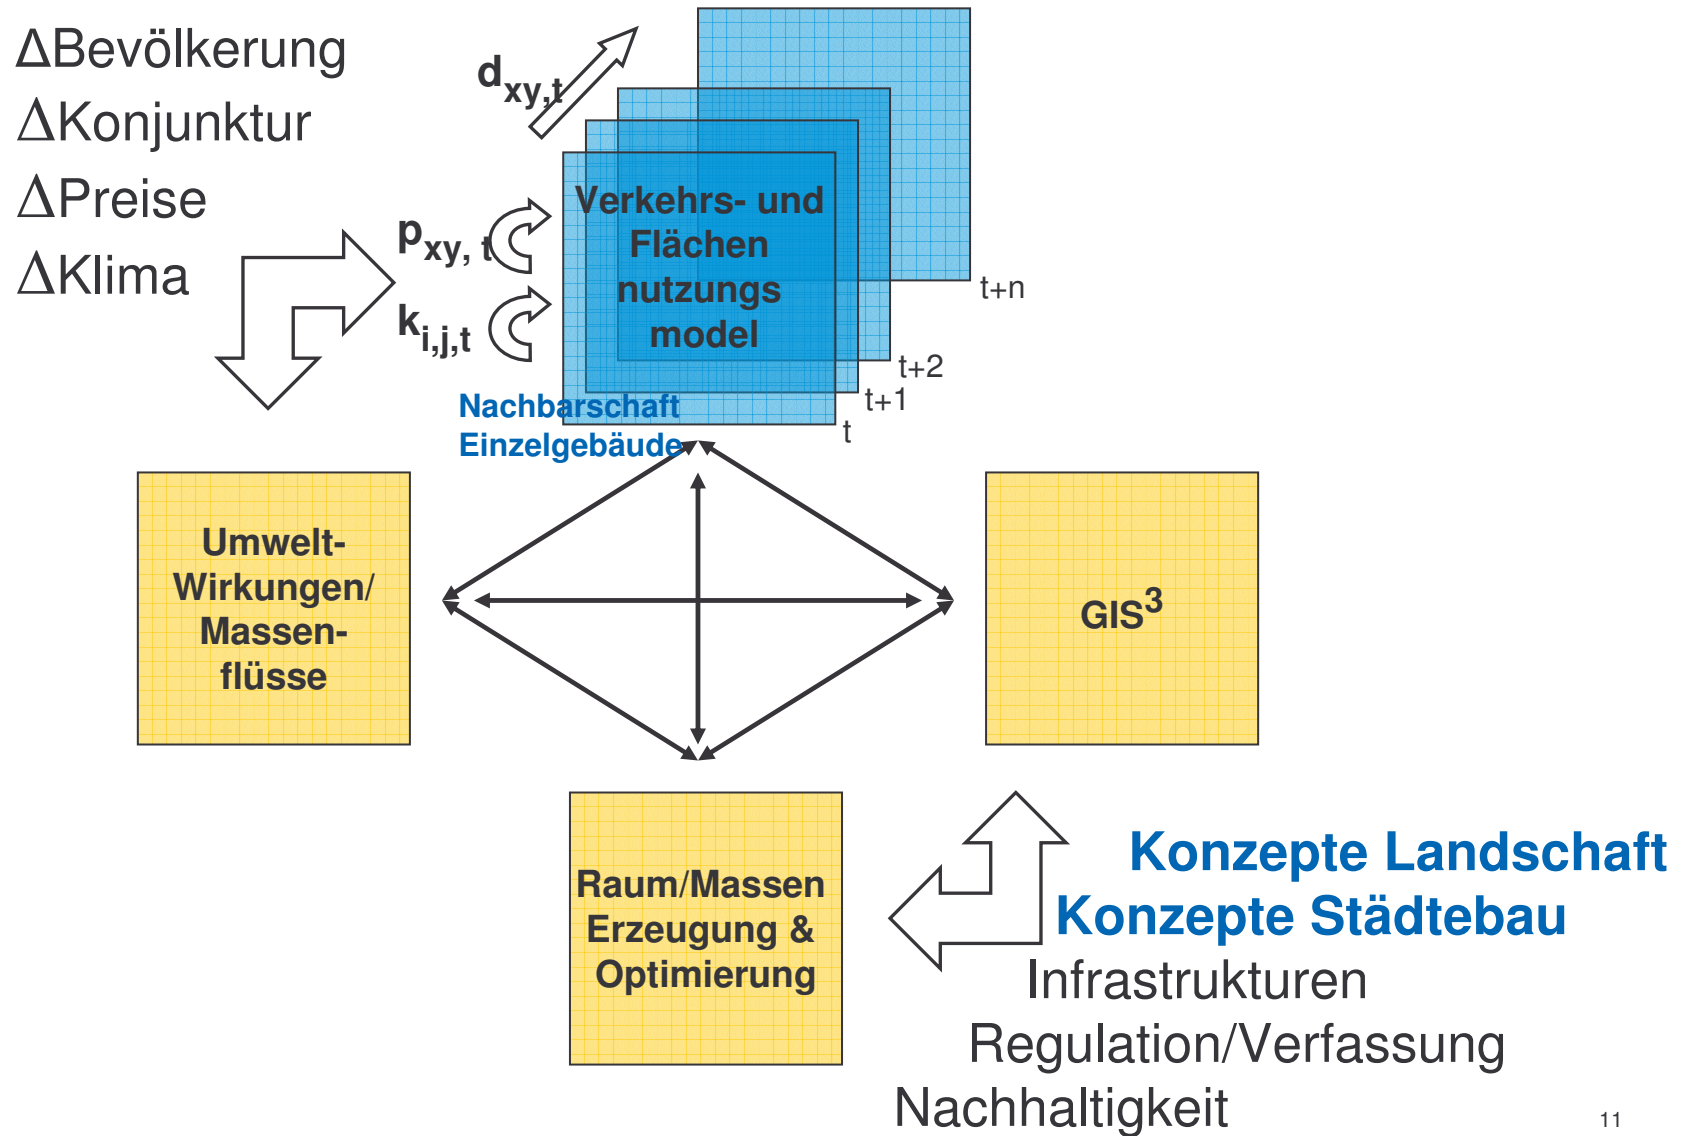 ΔBevölkerung
ΔKonjunktur
ΔPreise
ΔKlima
dxy,t
pxy, t
ki,j,t
Verkehrs- und
Flächen
nutzungs
model
t+n
t+2
t+1
t
Nachbarschaft
Einzelgebäude
Umwelt-
Wirkungen/
Massen-
flüsse
GIS³
Raum/Massen
Erzeugung &
Optimierung
Konzepte Landschaft
Konzepte Städtebau
Infrastrukturen
Regulation/Verfassung
Nachhaltigkeit
11